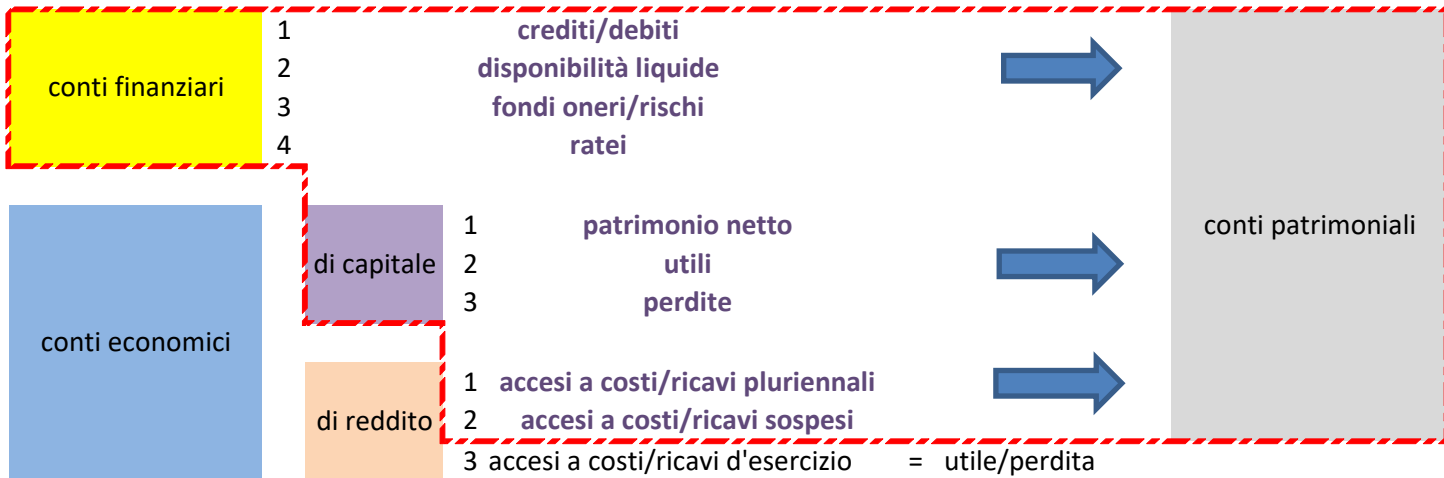 1 crediti/debiti
2 disponibilità liquide
conti finanziari
3 fondi oneri/rischi
4 ratei
1 patrimonio netto
conti patrimoniali
di capitale
2 utili
3 perdite
conti economici
1 accesi a costi/ricavi pluriennali
di reddito
2 accesi a costi/ricavi sospesi
3 accesi a costi/ricavi d'esercizio = utile/perdita